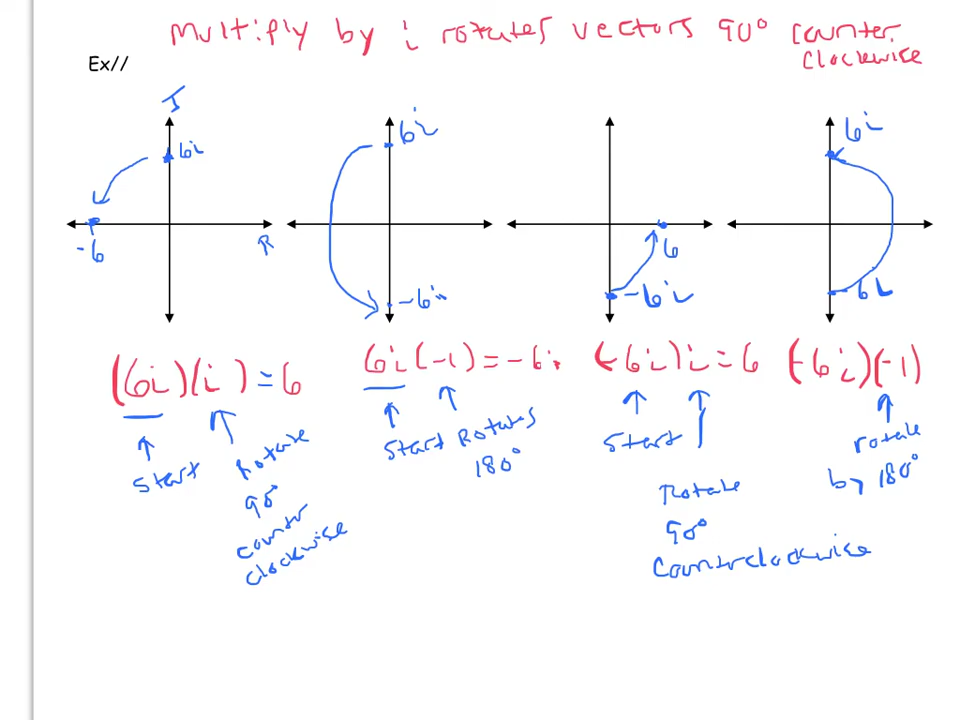 Multiply by i rotates vectors 90° counter
clockwise
Ex//
I
6i
-6
R
6i
-6i
6
-6i
6i
-6i
(6i)(i) = 6
start
Rotate
90°
counter
clockwise
6i(-1) = -6i
start Rotates
180°
(-6i)i = 6
start
Rotate
90°
Counterclockwise
(-6i)(-1)
rotate
by 180°